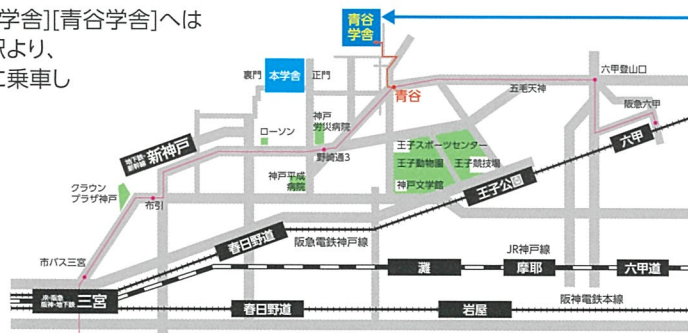 学舎][青谷学舎]へは
駅より、
に乗車し
青谷
学舎
裏門
本学舎
正門
青谷
五毛天神
六甲登山口
阪急六甲
ローソン
神戸
労災病院
地下鉄・
新幹線
新神戸
野崎通3
王子スポーツセンター
王子動物園
王子競技場
神戸文学館
六甲
神戸平成
病院
クラウン
プラザ神戸
布引
王子公園
春日野道
阪急電鉄神戸線
市バス三宮
JR神戸線
灘
摩耶
六甲道
JR・阪急
阪神・地下鉄
三宮
春日野道
岩屋
阪神電鉄本線